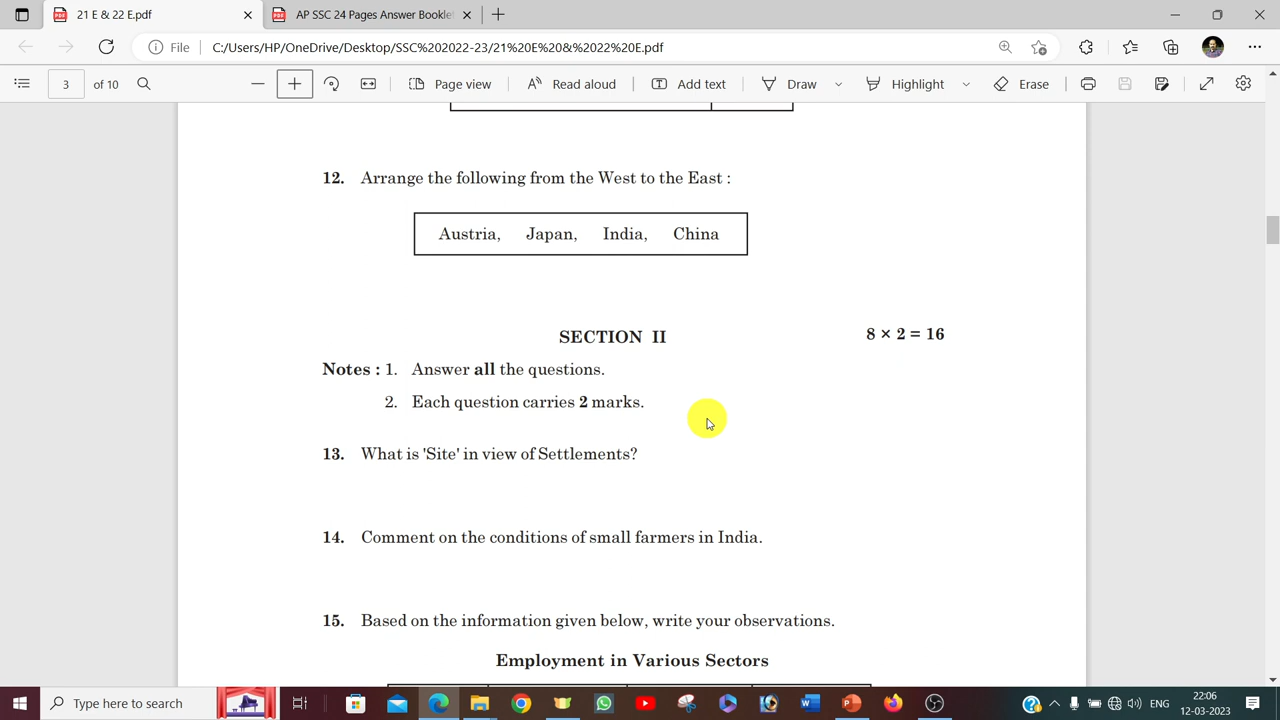 21 E & 22 E.pdf
AP SSC 24 Pages Answer Booklet
File C:/Users/HP/OneDrive/Desktop/SSC%202022-23/21%20E%20&%2022%20E.pdf
3 of 10 Page view Read aloud Add text Draw Highlight Erase
12. Arrange the following from the West to the East :
Austria, Japan, India, China
SECTION II 8 × 2 = 16
Notes : 1. Answer all the questions.
2. Each question carries 2 marks.
13. What is 'Site' in view of Settlements?
14. Comment on the conditions of small farmers in India.
15. Based on the information given below, write your observations.
Employment in Various Sectors
Type here to search
ENG
22:06
12-03-2023